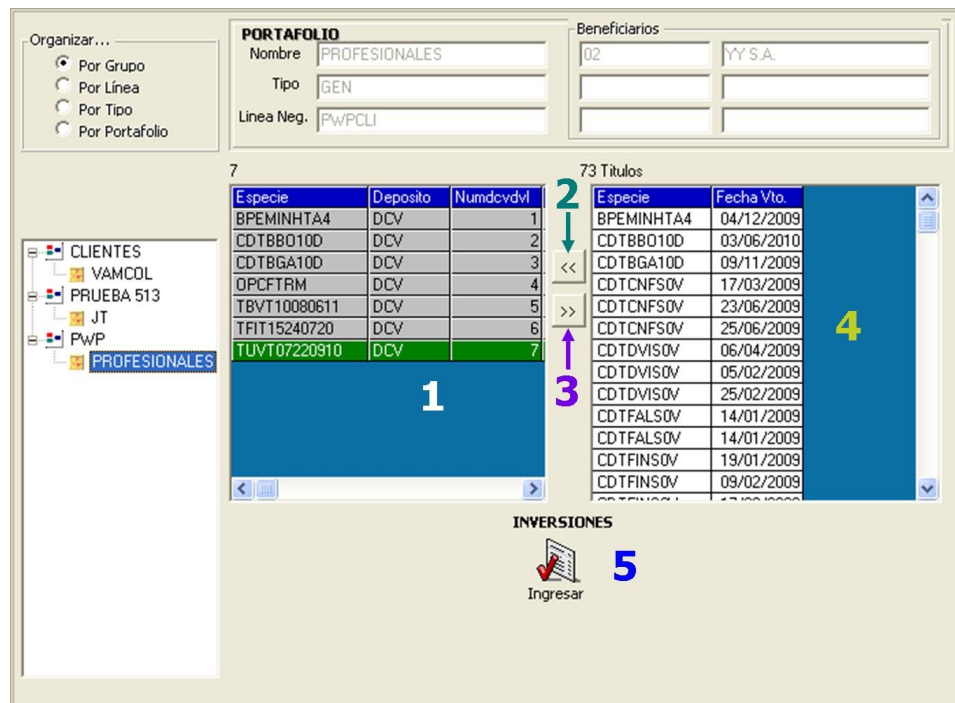 Organizar...
Por Grupo
Por Línea
Por Tipo
Por Portafolio
PORTAFOLIO
Nombre PROFESIONALES
Tipo GEN
Linea Neg. PWPCLI
Beneficiarios
02 YY S.A.
CLIENTES
VAMCOL
PRUEBA 513
JT
PWP
PROFESIONALES
7
Especie Deposito Numdcvdvl
BPEMINHTA4 DCV 1
CDTBBO10D DCV 2
CDTBGA10D DCV 3
OPCFTRM DCV 4
TBVT10080611 DCV 5
TFIT15240720 DCV 6
TUVT07220910 DCV 7
1
2
<<
>>
3
73 Titulos
Especie Fecha Vto.
BPEMINHTA4 04/12/2009
CDTBBO10D 03/06/2010
CDTBGA10D 09/11/2009
CDTCNFS0V 17/03/2009
CDTCNFS0V 23/06/2009
CDTCNFS0V 25/06/2009
CDTDVIS0V 06/04/2009
CDTDVIS0V 05/02/2009
CDTDVIS0V 25/02/2009
CDTFALS0V 14/01/2009
CDTFALS0V 14/01/2009
CDTFINS0V 19/01/2009
CDTFINS0V 09/02/2009
4
INVERSIONES
Ingresar
5